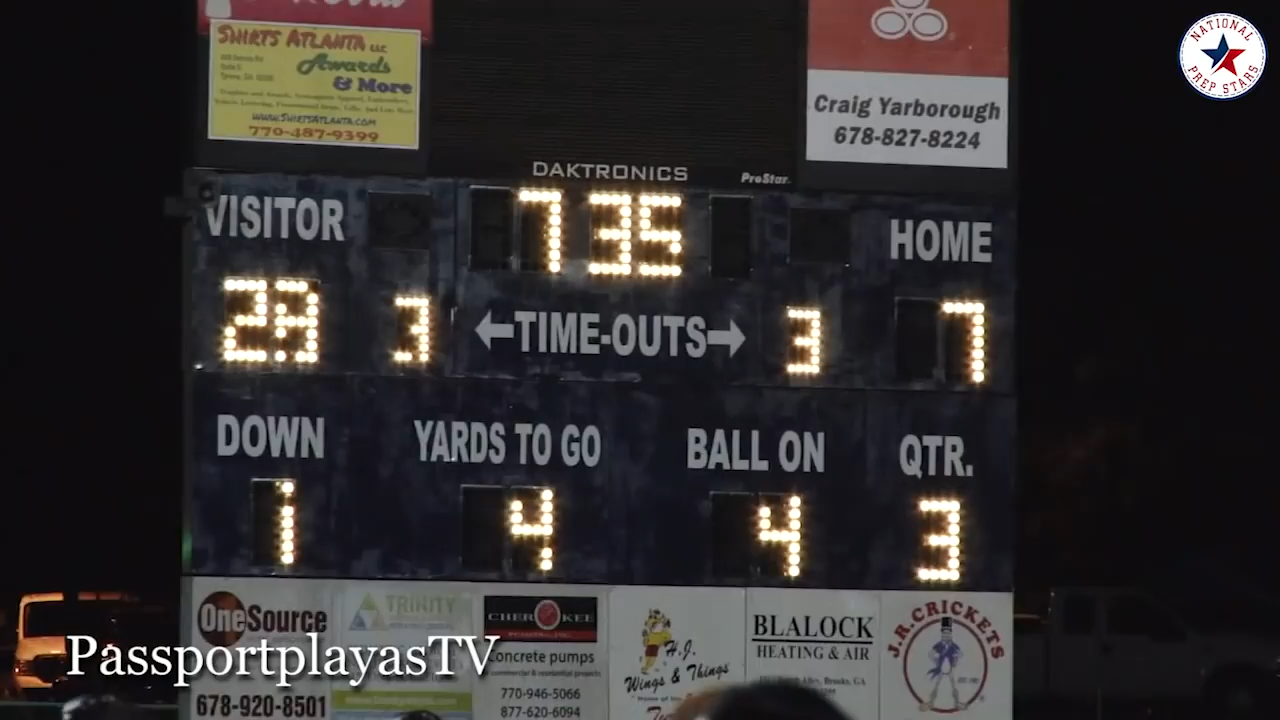 SHIRTS ATLANTA LLC
Awards
& More
www.ShirtsAtlanta.com
770-487-9399
Craig Yarborough
678-827-8224
NATIONAL
PREP STARS
DAKTRONICS
ProStar
VISITOR
735
HOME
28 3 ←TIME-OUTS→ 3 7
DOWN YARDS TO GO BALL ON QTR.
1 4 4 3
OneSource
678-920-8501
TRINITY
CHEROKEE
Concrete pumps
770-946-5066
877-620-6094
H.J.
Wings & Things
BLALOCK
HEATING & AIR
J.R.CRICKETS
PassportplayasTV